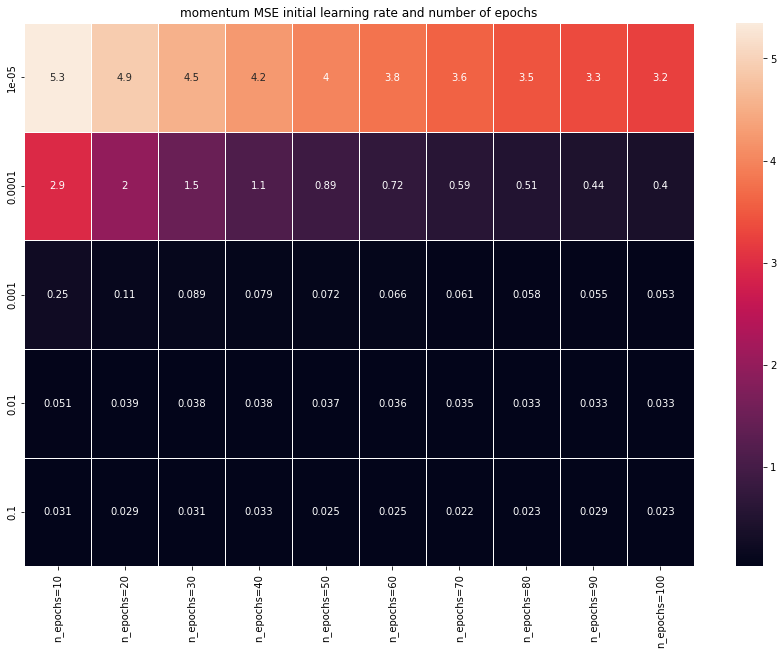 momentum MSE initial learning rate and number of epochs
1e-05 5.3 4.9 4.5 4.2 4 3.8 3.6 3.5 3.3 3.2
0.0001 2.9 2 1.5 1.1 0.89 0.72 0.59 0.51 0.44 0.4
0.001 0.25 0.11 0.089 0.079 0.072 0.066 0.061 0.058 0.055 0.053
0.01 0.051 0.039 0.038 0.038 0.037 0.036 0.035 0.033 0.033 0.033
0.1 0.031 0.029 0.031 0.033 0.025 0.025 0.022 0.023 0.029 0.023
n_epochs=10 n_epochs=20 n_epochs=30 n_epochs=40 n_epochs=50 n_epochs=60 n_epochs=70 n_epochs=80 n_epochs=90 n_epochs=100
5
4
3
2
1